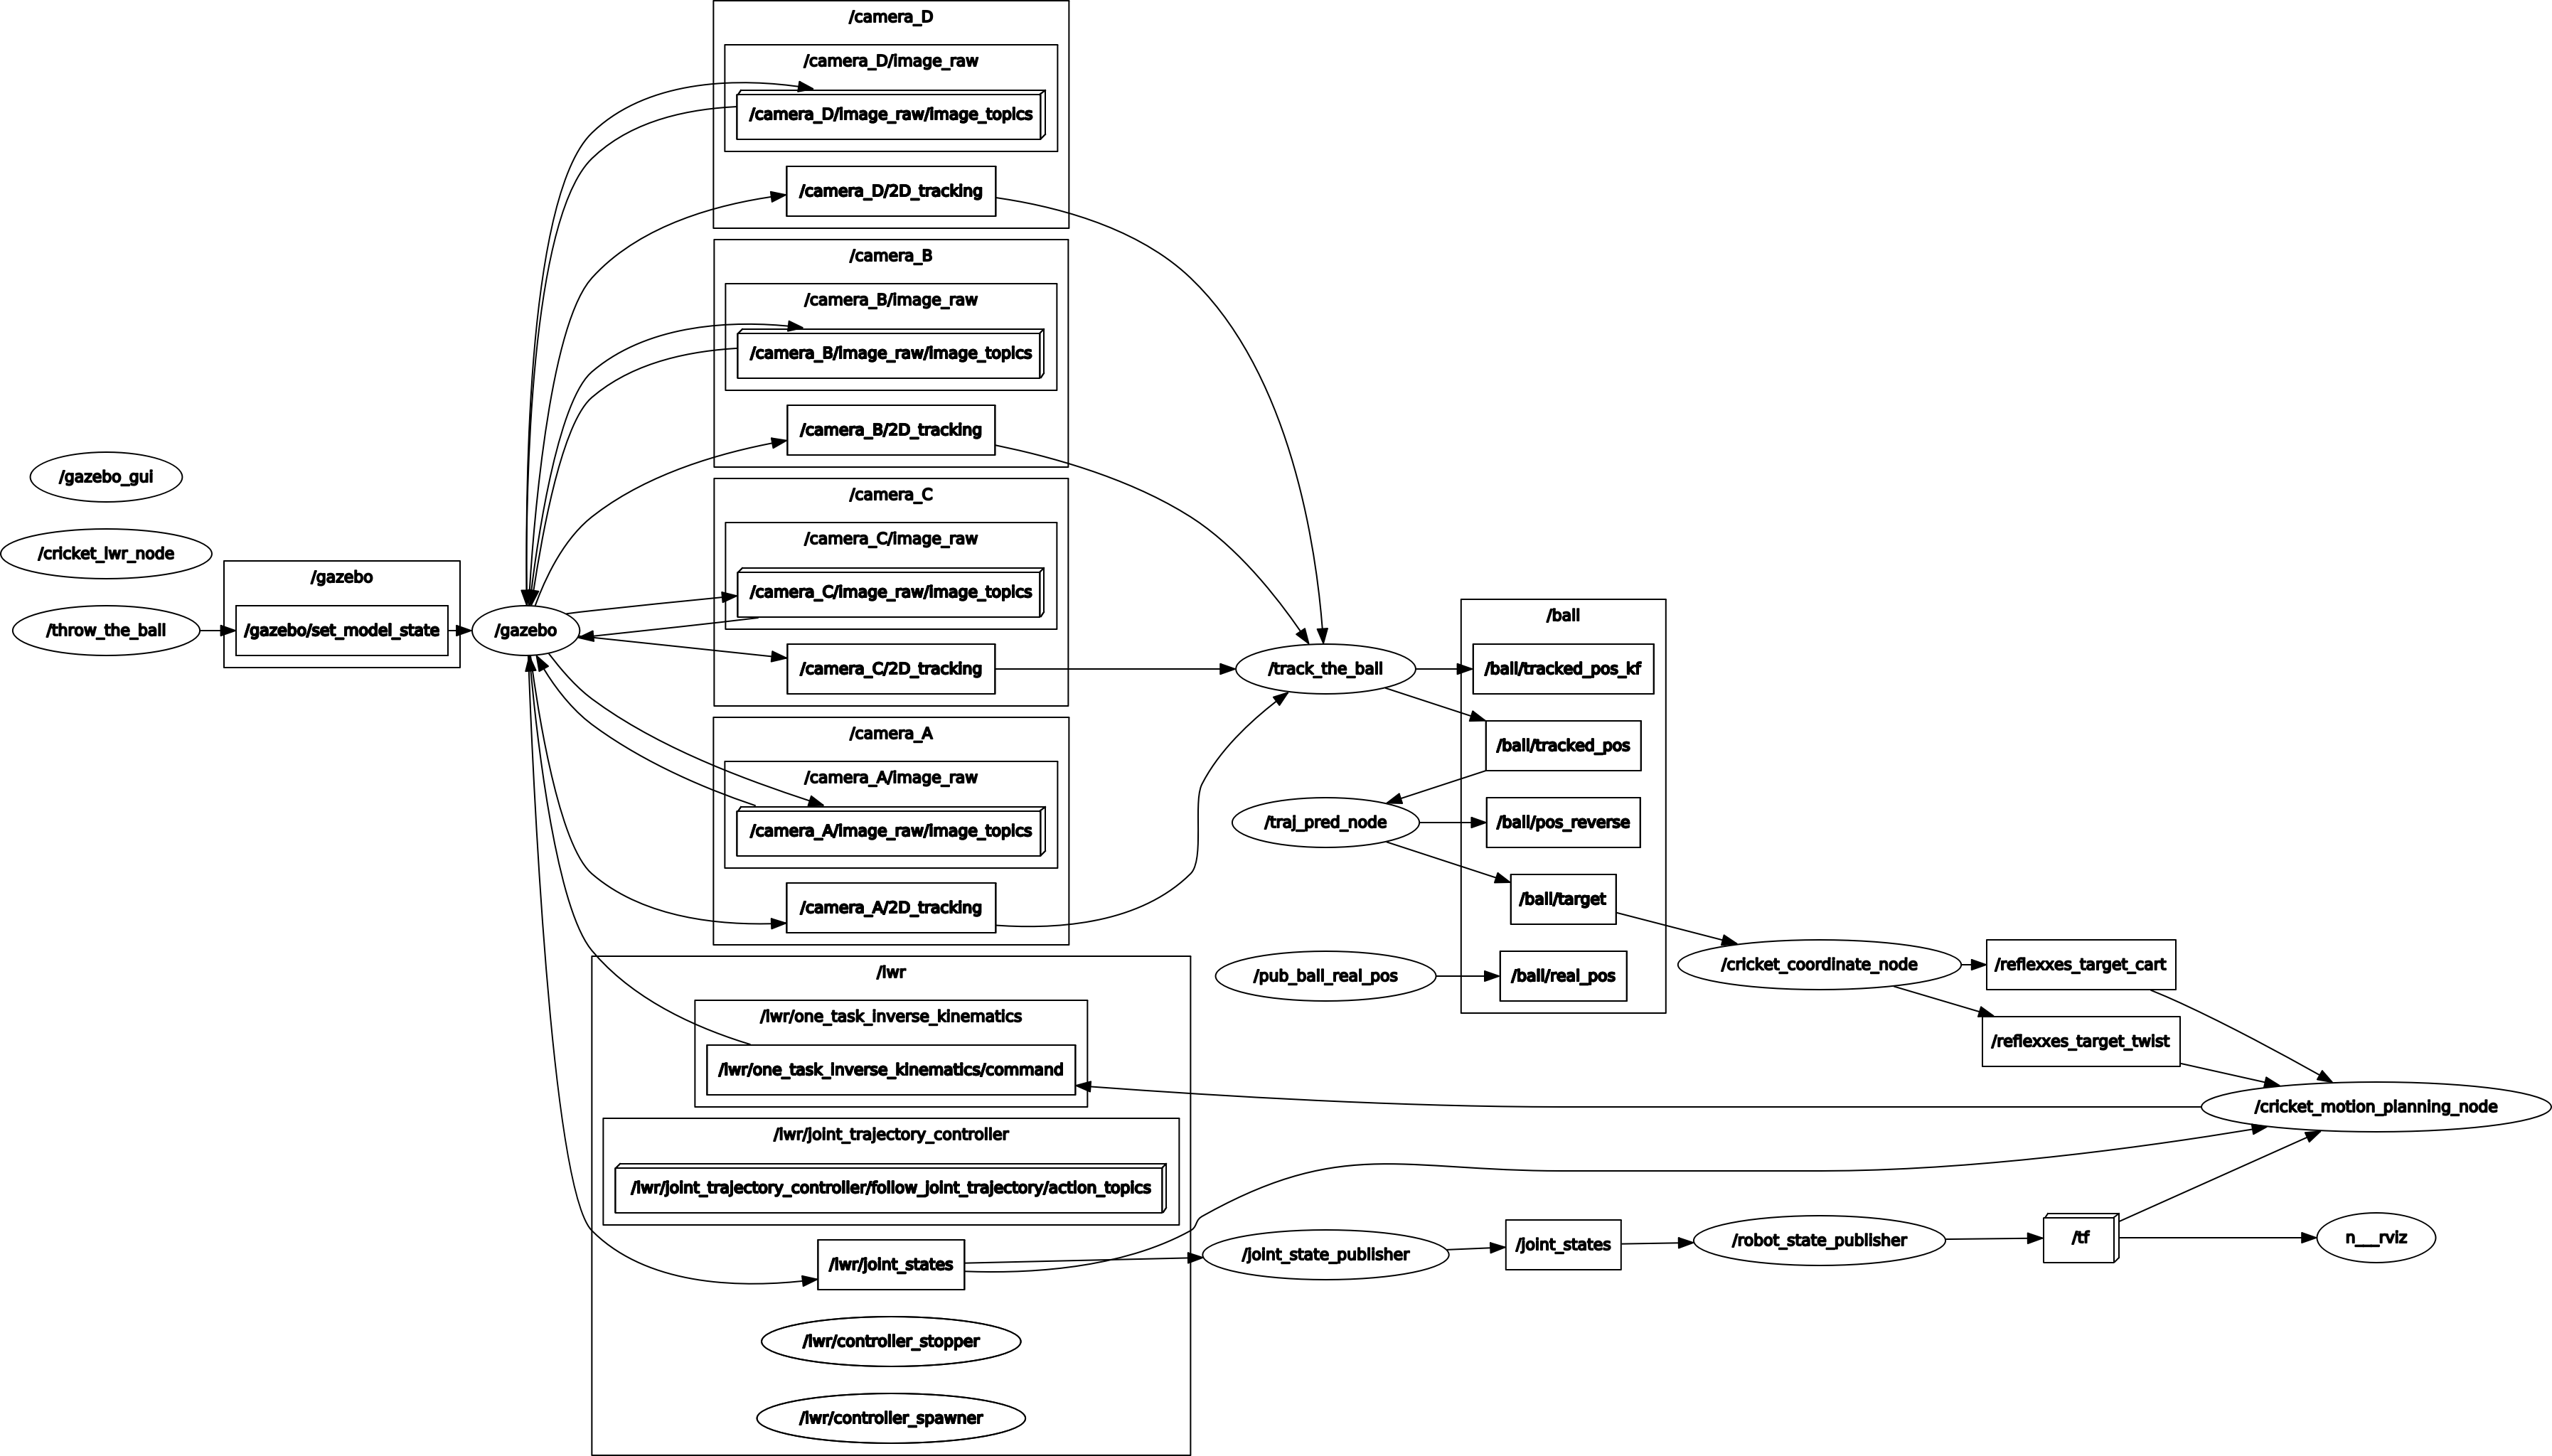 /camera_D
/camera_D/image_raw
/camera_D/image_raw/image_topics
/camera_D/2D_tracking
/camera_B
/camera_B/image_raw
/camera_B/image_raw/image_topics
/camera_B/2D_tracking
/camera_C
/camera_C/image_raw
/camera_C/image_raw/image_topics
/camera_C/2D_tracking
/camera_A
/camera_A/image_raw
/camera_A/image_raw/image_topics
/camera_A/2D_tracking
/gazebo_gui
/cricket_lwr_node
/throw_the_ball
/gazebo
/gazebo/set_model_state
/gazebo
/lwr
/lwr/one_task_inverse_kinematics
/lwr/one_task_inverse_kinematics/command
/lwr/joint_trajectory_controller
/lwr/joint_trajectory_controller/follow_joint_trajectory/action_topics
/lwr/joint_states
/lwr/controller_stopper
/lwr/controller_spawner
/track_the_ball
/traj_pred_node
/pub_ball_real_pos
/ball
/ball/tracked_pos_kf
/ball/tracked_pos
/ball/pos_reverse
/ball/target
/ball/real_pos
/cricket_coordinate_node
/reflexxes_target_cart
/reflexxes_target_twist
/cricket_motion_planning_node
/joint_state_publisher
/joint_states
/robot_state_publisher
/tf
n___rviz